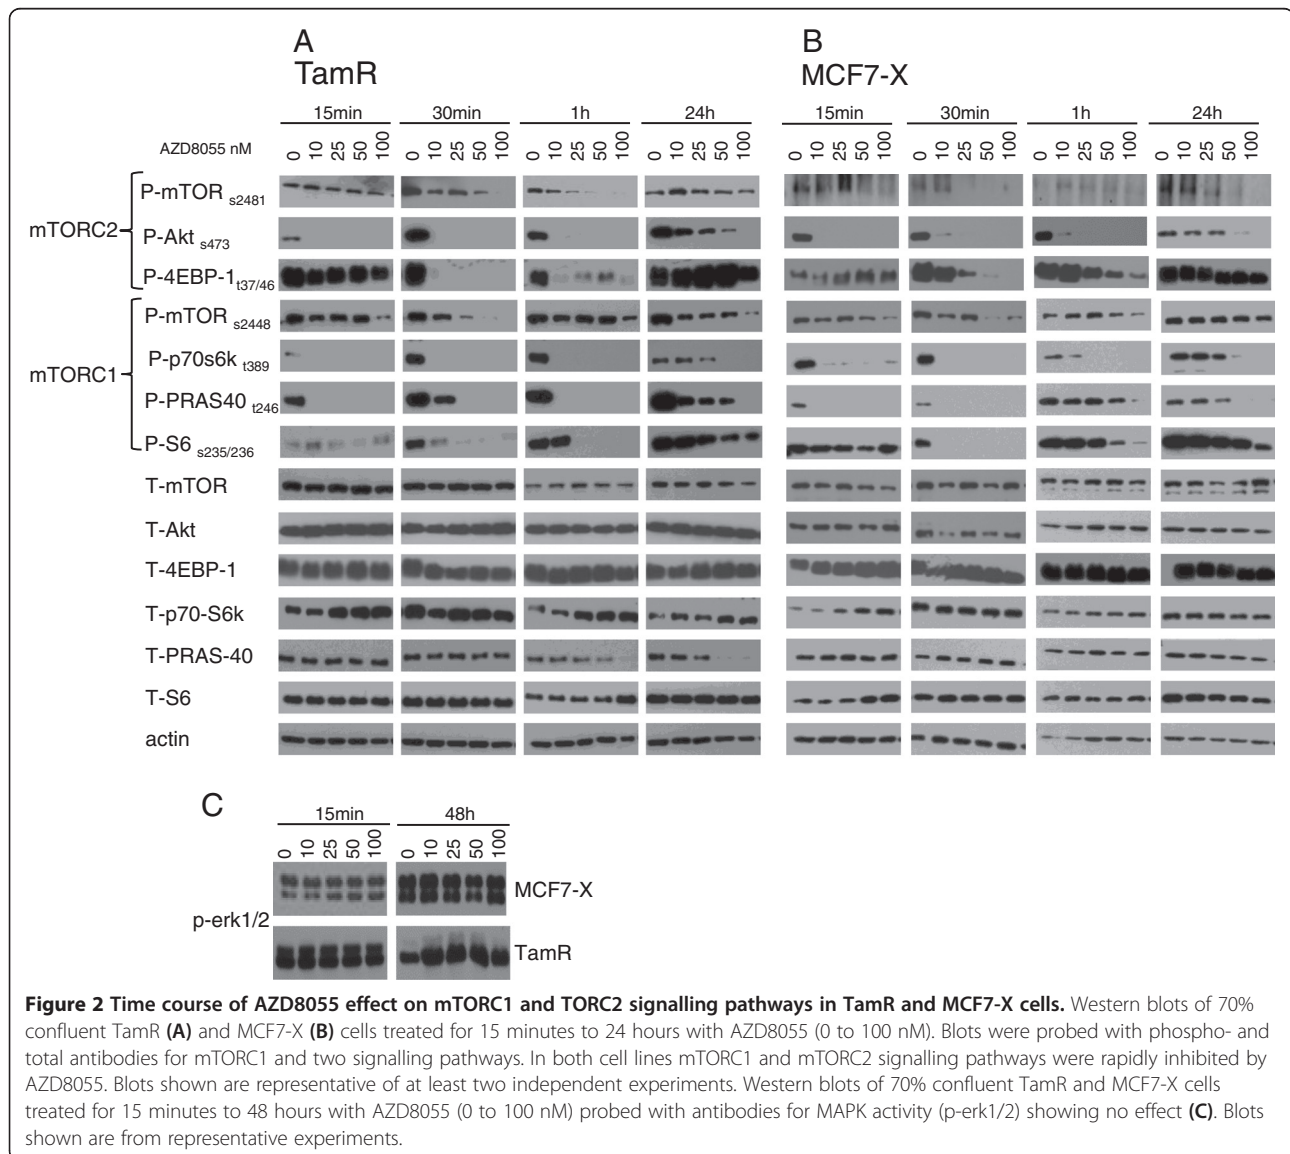 A
TamR
B
MCF7-X
15min 30min 1h 24h 15min 30min 1h 24h
AZD8055 nM 0 10 25 50 100 0 10 25 50 100 0 10 25 50 100 0 10 25 50 100 0 10 25 50 100 0 10 25 50 100 0 10 25 50 100 0 10 25 50 100
mTORC2
P-mTOR s2481
P-Akt s473
P-4EBP-1 t37/46
mTORC1
P-mTOR s2448
P-p70s6k t389
P-PRAS40 t246
P-S6 s235/236
T-mTOR
T-Akt
T-4EBP-1
T-p70-S6k
T-PRAS-40
T-S6
actin
C
15min 48h
0 10 25 50 100 0 10 25 50 100
p-erk1/2
MCF7-X
TamR
Figure 2 Time course of AZD8055 effect on mTORC1 and TORC2 signalling pathways in TamR and MCF7-X cells. Western blots of 70%
confluent TamR (A) and MCF7-X (B) cells treated for 15 minutes to 24 hours with AZD8055 (0 to 100 nM). Blots were probed with phospho- and
total antibodies for mTORC1 and two signalling pathways. In both cell lines mTORC1 and mTORC2 signalling pathways were rapidly inhibited by
AZD8055. Blots shown are representative of at least two independent experiments. Western blots of 70% confluent TamR and MCF7-X cells
treated for 15 minutes to 48 hours with AZD8055 (0 to 100 nM) probed with antibodies for MAPK activity (p-erk1/2) showing no effect (C). Blots
shown are from representative experiments.